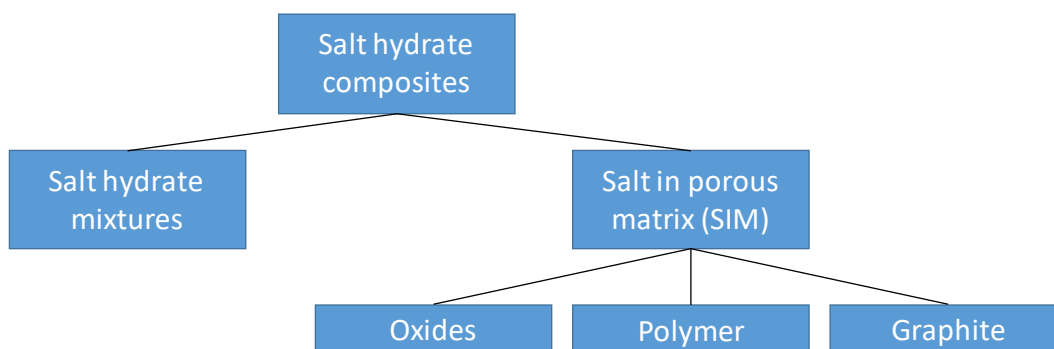 Salt hydrate
composites
Salt hydrate
mixtures
Salt in porous
matrix (SIM)
Oxides
Polymer
Graphite